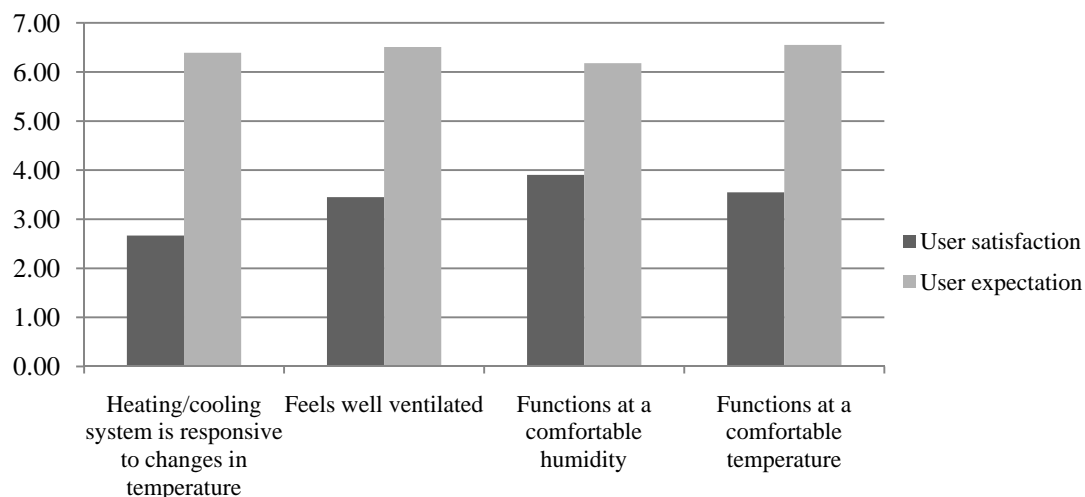 7.00
6.00
5.00
4.00
3.00
2.00
1.00
0.00
User satisfaction
User expectation
Heating/cooling
system is responsive
to changes in
temperature
Feels well ventilated
Functions at a
comfortable
humidity
Functions at a
comfortable
temperature